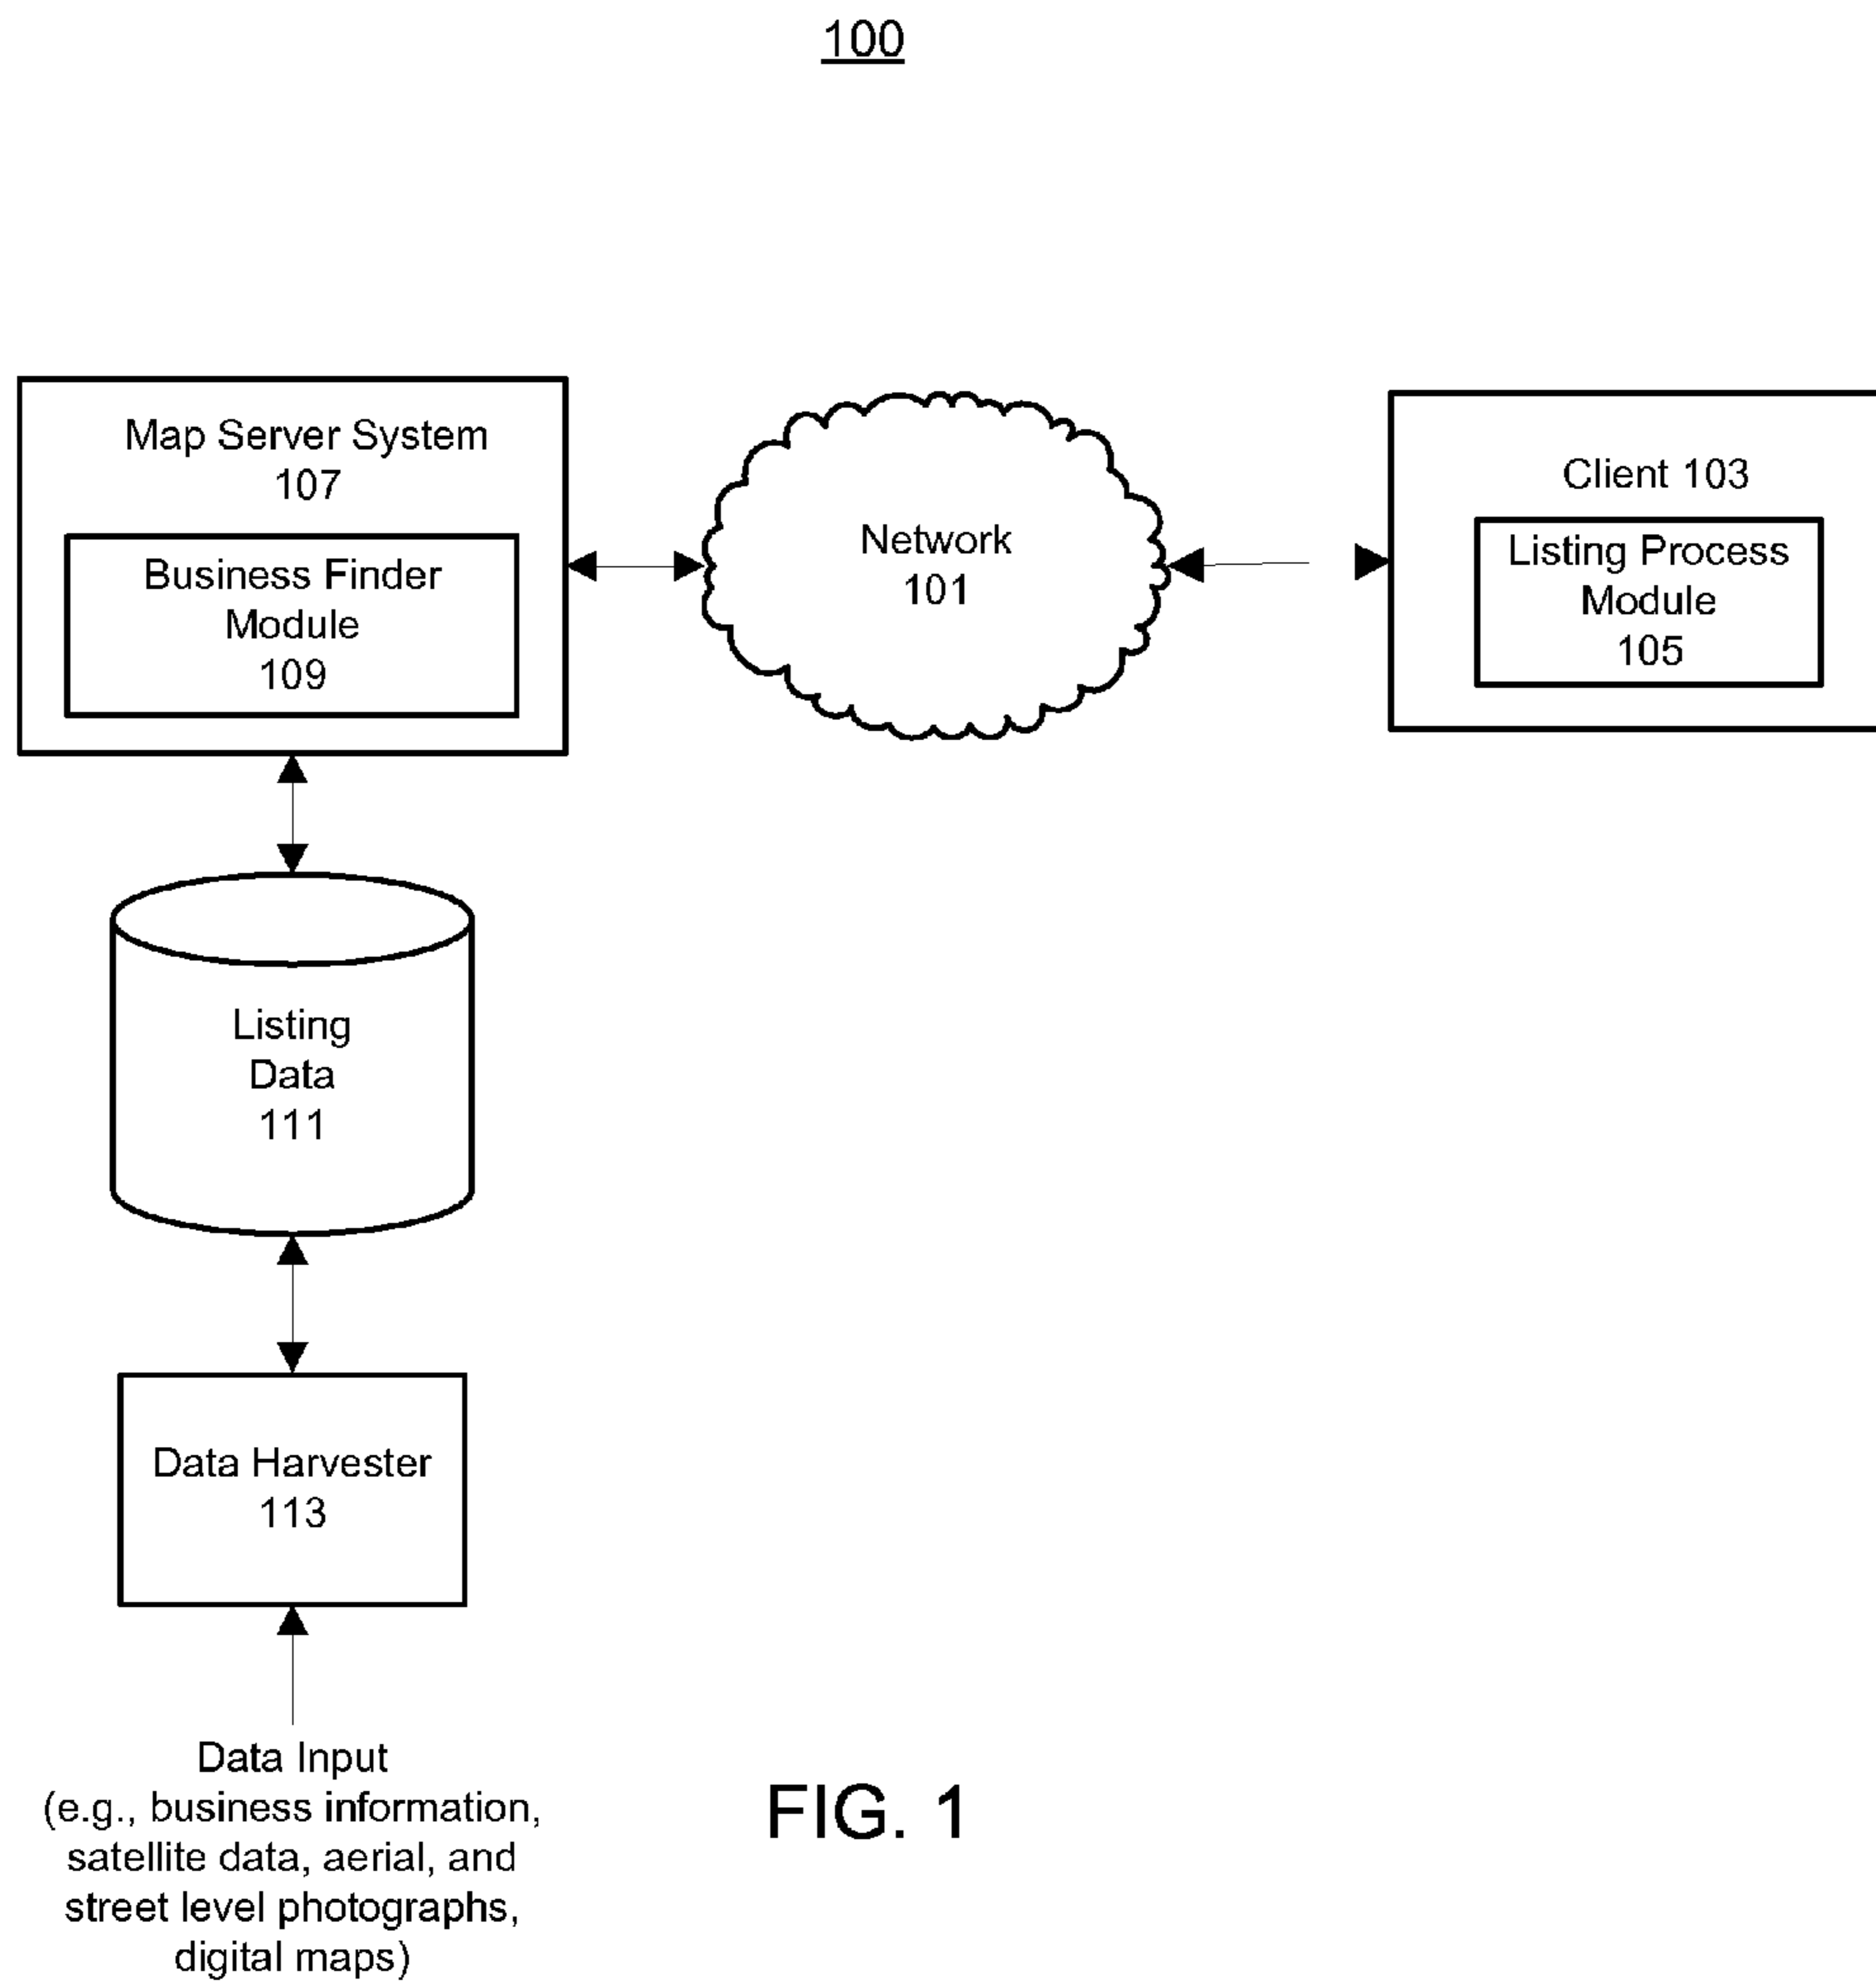 100
Map Server System
107
Business Finder
Module
109
Network
101
Client 103
Listing Process
Module
105
Listing
Data
111
Data Harvester
113
Data Input
(e.g., business information,
satellite data, aerial, and
street level photographs,
digital maps)
FIG. 1